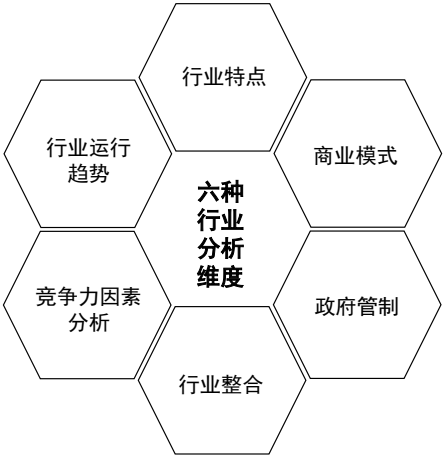 行业特点
行业运行
趋势
商业模式
六种
行业
分析
维度
竞争力因素
分析
政府管制
行业整合